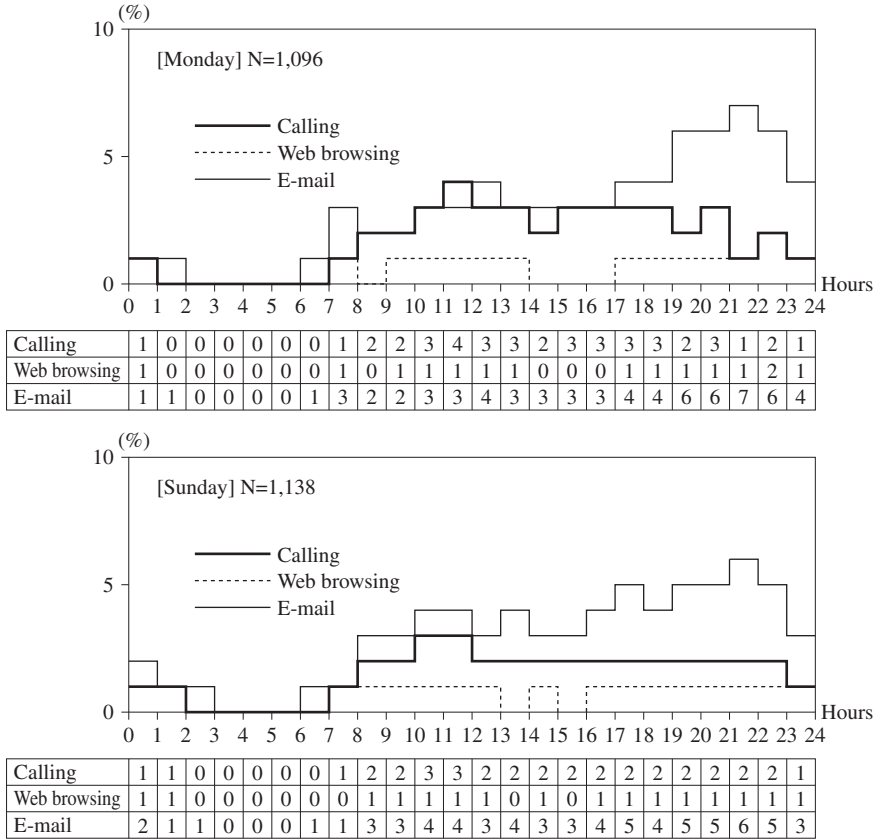 (%)
10
[Monday] N=1,096
Calling
Web browsing
E-mail
5
0
0 1 2 3 4 5 6 7 8 9 10 11 12 13 14 15 16 17 18 19 20 21 22 23 24
Hours
Calling 1 0 0 0 0 0 0 1 2 2 3 4 3 3 2 3 3 3 3 2 3 1 2 1
Web browsing 1 0 0 0 0 0 0 1 0 1 1 1 1 1 0 0 0 1 1 1 1 1 2 1
E-mail 1 1 0 0 0 0 1 3 2 2 3 3 4 3 3 3 3 4 4 6 6 7 6 4
(%)
10
[Sunday] N=1,138
Calling
Web browsing
E-mail
5
0
0 1 2 3 4 5 6 7 8 9 10 11 12 13 14 15 16 17 18 19 20 21 22 23 24
Hours
Calling 1 1 0 0 0 0 0 1 2 2 3 3 2 2 2 2 2 2 2 2 2 2 2 1
Web browsing 1 1 0 0 0 0 0 0 1 1 1 1 1 0 1 0 1 1 1 1 1 1 1 1
E-mail 2 1 1 0 0 0 1 1 3 3 4 4 3 4 3 3 4 5 4 5 5 6 5 3